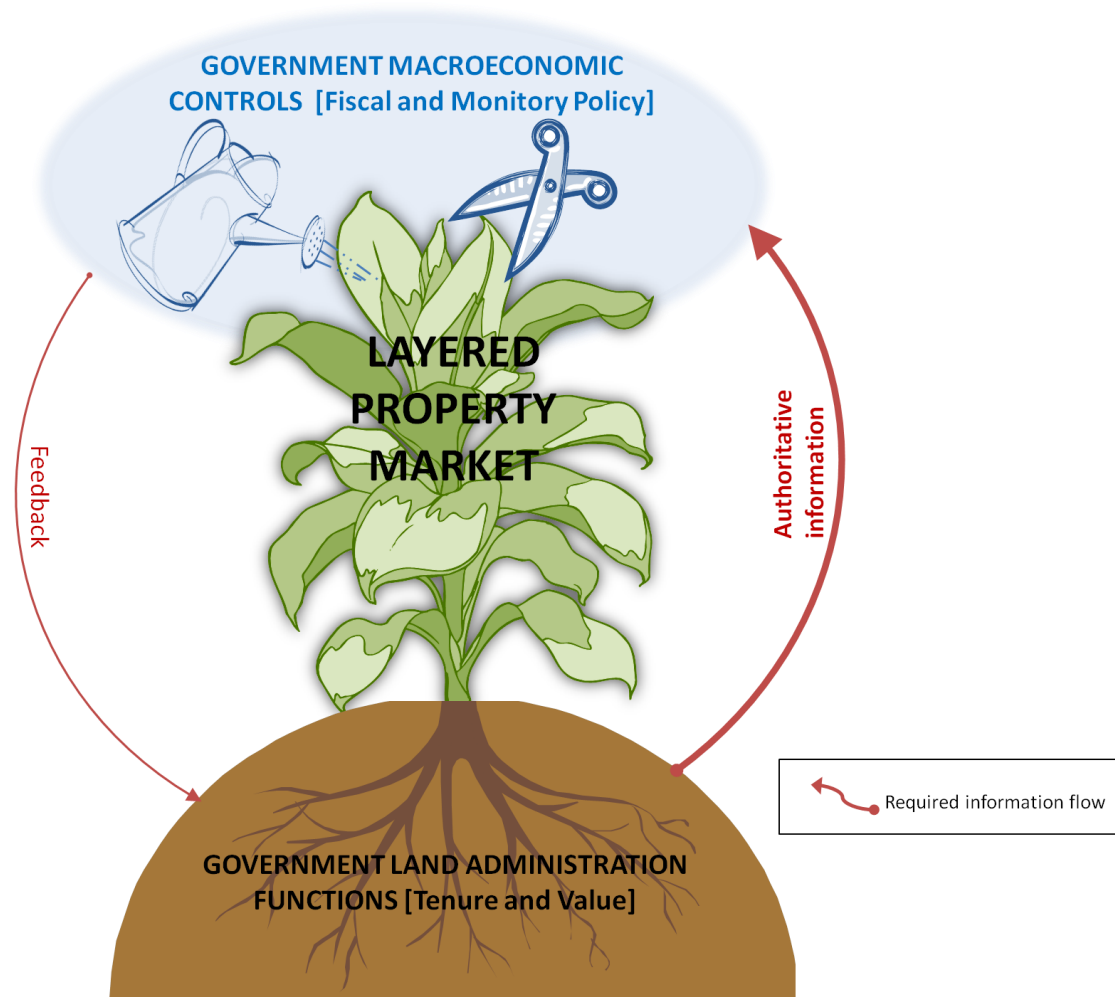 GOVERNMENT MACROECONOMIC
CONTROLS [Fiscal and Monitory Policy]
LAYERED
PROPERTY
MARKET
Feedback
Authoritative
information
Required information flow
GOVERNMENT LAND ADMINISTRATION
FUNCTIONS [Tenure and Value]